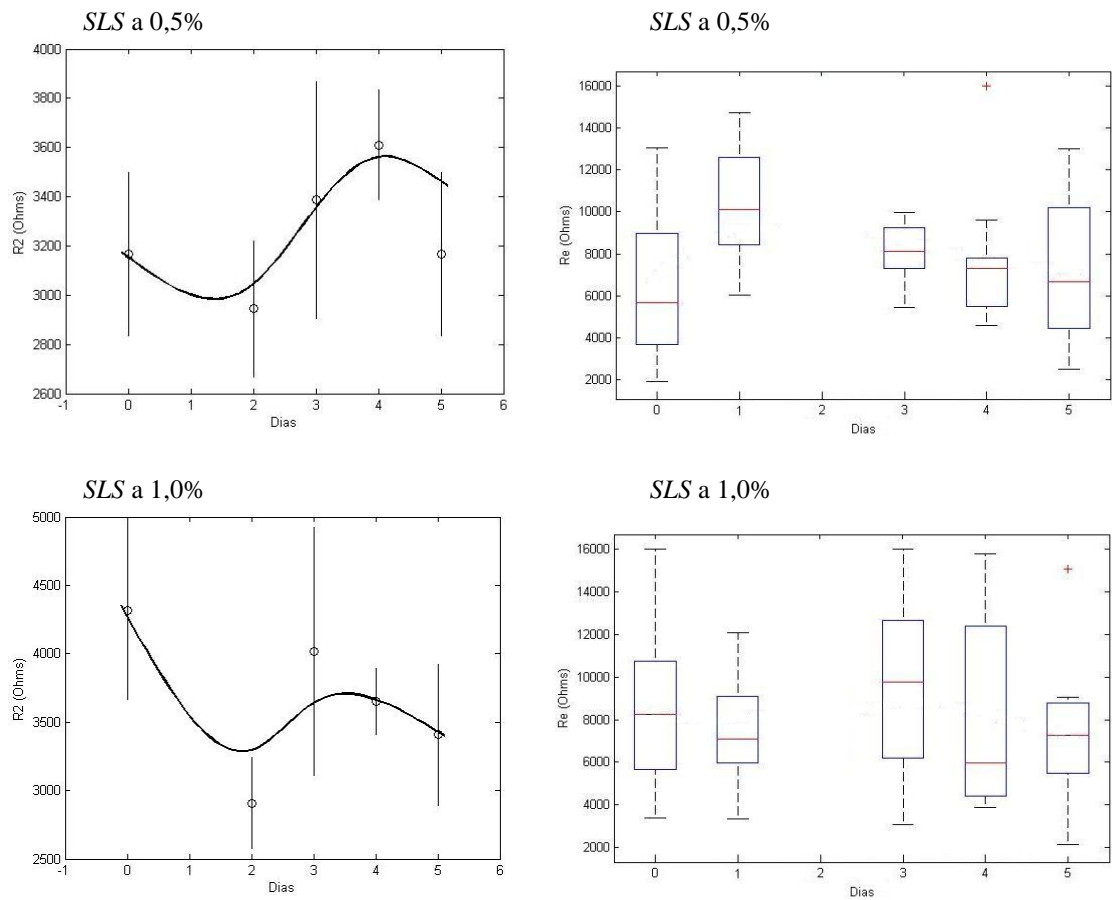 SLS a 0,5%
4000
3800
3600
3400
3200
3000
2800
2600
R2 (Ohms)
-1 0 1 2 3 4 5 6
Dias
SLS a 0,5%
16000
14000
12000
10000
8000
6000
4000
2000
Re (Ohms)
0 1 2 3 4 5
Dias
SLS a 1,0%
5000
4500
4000
3500
3000
2500
R2 (Ohms)
-1 0 1 2 3 4 5 6
Dias
SLS a 1,0%
16000
14000
12000
10000
8000
6000
4000
2000
Re (Ohms)
0 1 2 3 4 5
Dias